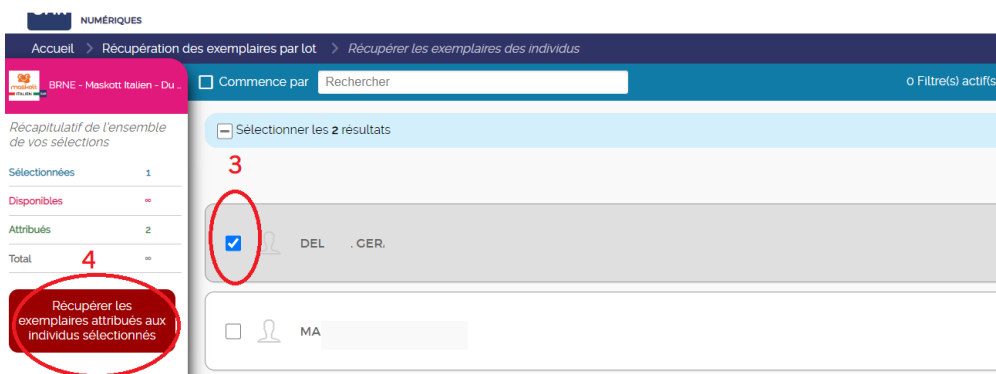 NUMÉRIQUES
Accueil > Récupération des exemplaires par lot > Récupérer les exemplaires des individus
maskott
ITALIEN
BRNE - Maskott Italien - Du ...
Commence par Rechercher
0 Filtre(s) actif(s
Récapitulatif de l'ensemble
de vos sélections
Sélectionner les 2 résultats
Sélectionnées 1
3
Disponibles ∞
Attribués 2
DEL . GER.
Total ∞
4
Récupérer les
exemplaires attribués aux
individus sélectionnés
MA